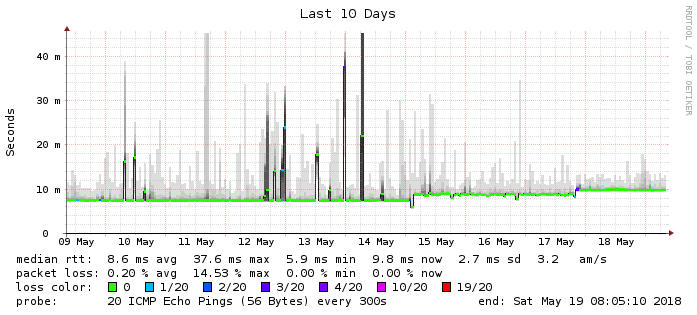 Last 10 Days
RRDTOOL / TOBI OETIKER
Seconds
40 m
30 m
20 m
10 m
0
09 May 10 May 11 May 12 May 13 May 14 May 15 May 16 May 17 May 18 May
median rtt: 8.6 ms avg 37.6 ms max 5.9 ms min 9.8 ms now 2.7 ms sd 3.2 am/s
packet loss: 0.20 % avg 14.53 % max 0.00 % min 0.00 % now
loss color: 0 1/20 2/20 3/20 4/20 10/20 19/20
probe: 20 ICMP Echo Pings (56 Bytes) every 300s end: Sat May 19 08:05:10 2018